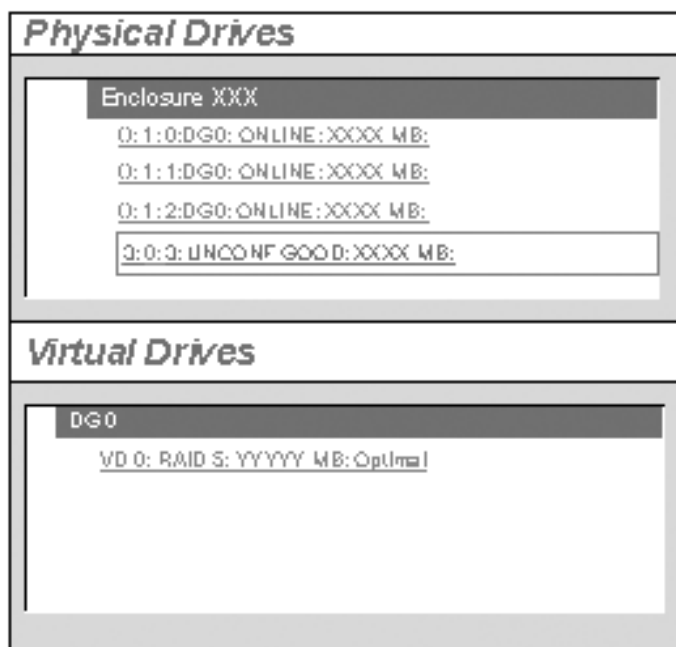 Physical Drives
Enclosure XXX
0:1:0:DG0: ONLINE:XXXX MB:
0:1:1:DG0: ONLINE:XXXX MB:
0:1:2:DG0:ONLINE:XXXX MB:
3:0:3: UNCONF GOOD:XXXX MB:
Virtual Drives
DG0
VD 0: RAID 5: YYYYY MB:Optimal